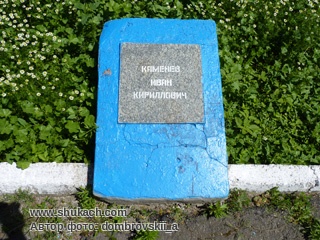 КАМЕНЕВ
ИВАН
КИРИЛЛОВИЧ
www.shukach.com
Автор фото: dombrovskii_a